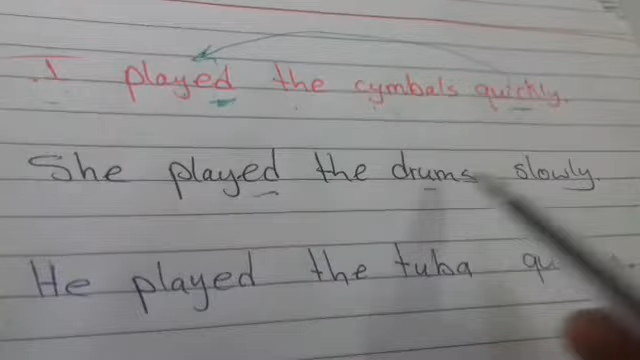 I played the cymbals quickly.
She played the drums slowly.
He played the tuba